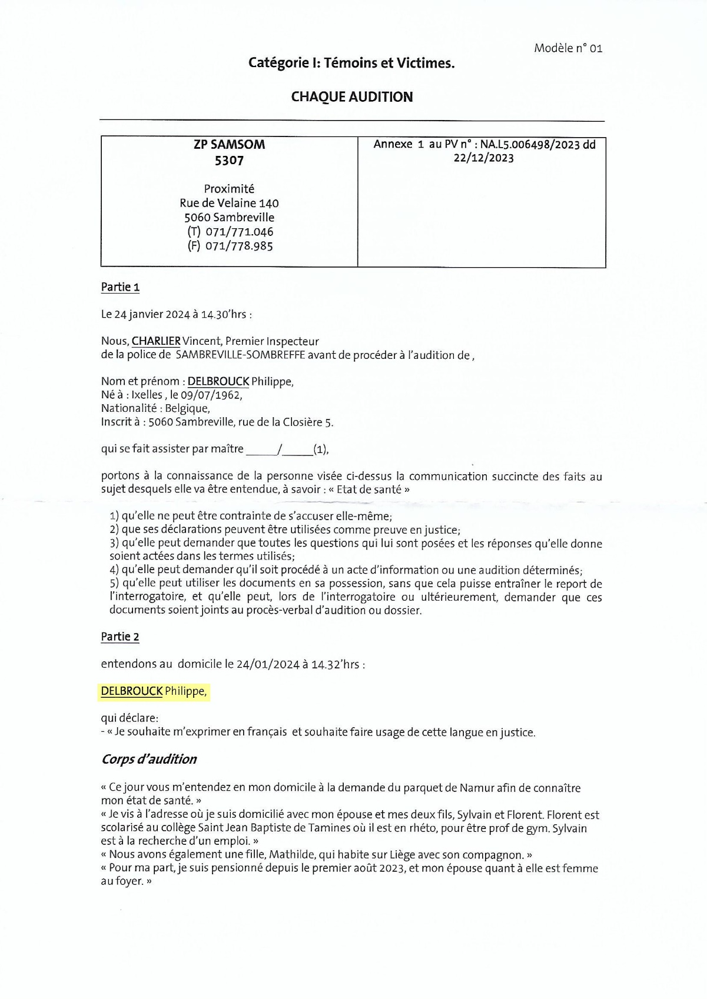 Modèle n° 01
Catégorie I: Témoins et Victimes.
CHAQUE AUDITION
ZP SAMSOM
5307
Proximité
Rue de Velaine 140
5060 Sambreville
(T) 071/771.046
(F) 071/778.985
Annexe 1 au PV n° : NA.L5.006498/2023 dd
22/12/2023
Partie 1
Le 24 janvier 2024 à 14.30'hrs :
Nous, CHARLIER Vincent, Premier Inspecteur
de la police de SAMBREVILLE-SOMBREFFE avant de procéder à l'audition de ,
Nom et prénom : DELBROUCK Philippe,
Né à : Ixelles , le 09/07/1962,
Nationalité : Belgique,
Inscrit à : 5060 Sambreville, rue de la Closière 5.
qui se fait assister par maître _____/_____(1),
portons à la connaissance de la personne visée ci-dessus la communication succincte des faits au
sujet desquels elle va être entendue, à savoir : « Etat de santé »
1) qu'elle ne peut être contrainte de s'accuser elle-même;
2) que ses déclarations peuvent être utilisées comme preuve en justice;
3) qu'elle peut demander que toutes les questions qui lui sont posées et les réponses qu'elle donne
soient actées dans les termes utilisés;
4) qu'elle peut demander qu'il soit procédé à un acte d'information ou une audition déterminés;
5) qu'elle peut utiliser les documents en sa possession, sans que cela puisse entraîner le report de
l'interrogatoire, et qu'elle peut, lors de l'interrogatoire ou ultérieurement, demander que ces
documents soient joints au procès-verbal d'audition ou dossier.
Partie 2
entendons au domicile le 24/01/2024 à 14.32'hrs :
DELBROUCK Philippe,
qui déclare:
- « Je souhaite m'exprimer en français et souhaite faire usage de cette langue en justice.
Corps d'audition
« Ce jour vous m'entendez en mon domicile à la demande du parquet de Namur afin de connaître
mon état de santé. »
« Je vis à l'adresse où je suis domicilié avec mon épouse et mes deux fils, Sylvain et Florent. Florent est
scolarisé au collège Saint Jean Baptiste de Tamines où il est en rhéto, pour être prof de gym. Sylvain
est à la recherche d'un emploi. »
« Nous avons également une fille, Mathilde, qui habite sur Liège avec son compagnon. »
« Pour ma part, je suis pensionné depuis le premier août 2023, et mon épouse quant à elle est femme
au foyer. »